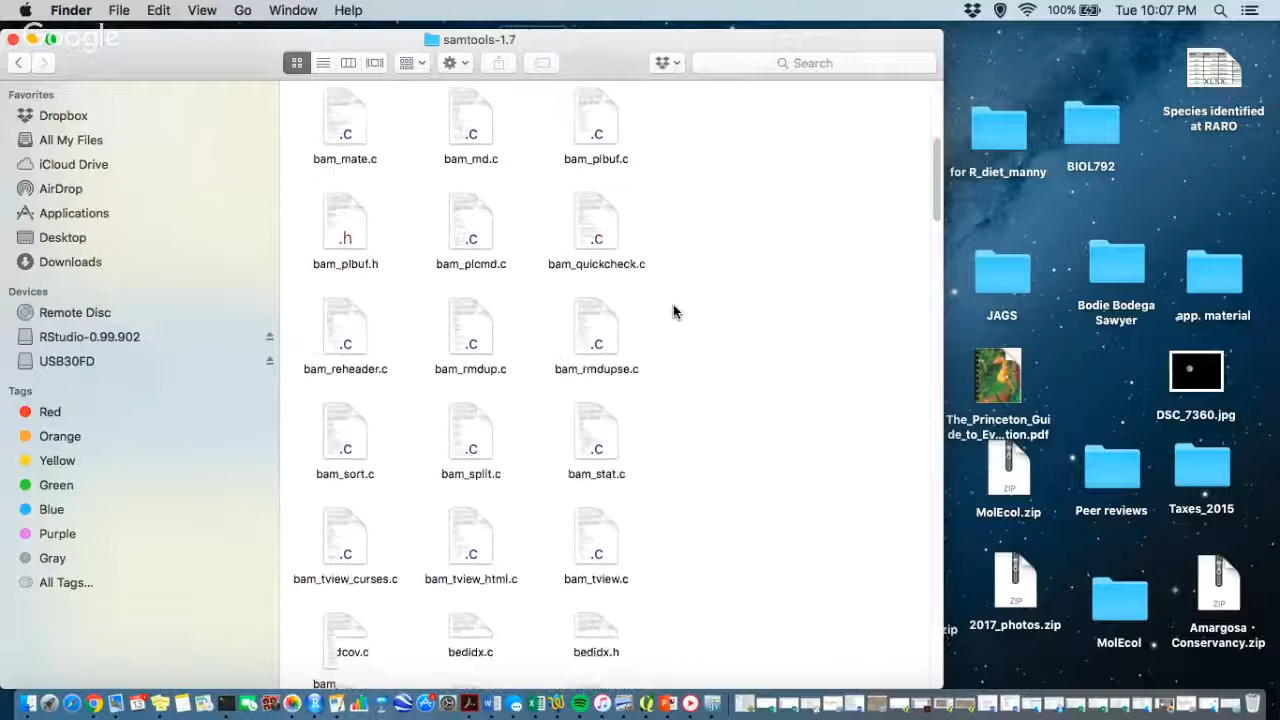 Finder File Edit View Go Window Help
100% Tue 10:07 PM
Google
samtools-1.7
Search
Favorites
Dropbox
All My Files
iCloud Drive
AirDrop
Applications
Desktop
Downloads
Devices
Remote Disc
RStudio-0.99.902
USB30FD
Tags
Red
Orange
Yellow
Green
Blue
Purple
Gray
All Tags...
.C .C .C
bam_mate.c bam_md.c bam_plbuf.c
.h .C .C
bam_plbuf.h bam_plcmd.c bam_quickcheck.c
.C .C .C
bam_reheader.c bam_rmdup.c bam_rmdupse.c
.C .C .C
bam_sort.c bam_split.c bam_stat.c
.C .C .C
bam_tview_curses.c bam_tview_html.c bam_tview.c
dcov.c bedidx.c bedidx.h
bam
XLSX
Species identified
at RARO
for R_diet_manny
BIOL792
JAGS
Bodie Bodega
Sawyer
app. material
The_Princeton_Gui
de_to_Ev...tion.pdf
DSC_7360.jpg
ZIP
MolEcol.zip
Peer reviews
Taxes_2015
ZIP
2017_photos.zip
zip
MolEcol
ZIP
Amargosa
Conservancy.zip